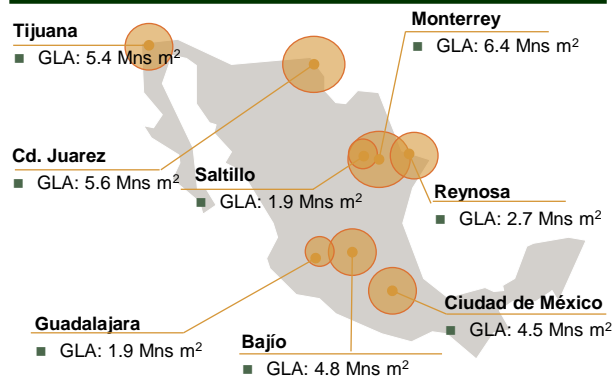 Monterrey
GLA: 6.4 Mns m²
Tijuana
GLA: 5.4 Mns m²
Cd. Juarez
GLA: 5.6 Mns m²
Saltillo
GLA: 1.9 Mns m²
Reynosa
GLA: 2.7 Mns m²
Guadalajara
GLA: 1.9 Mns m²
Bajío
GLA: 4.8 Mns m²
Ciudad de México
GLA: 4.5 Mns m²